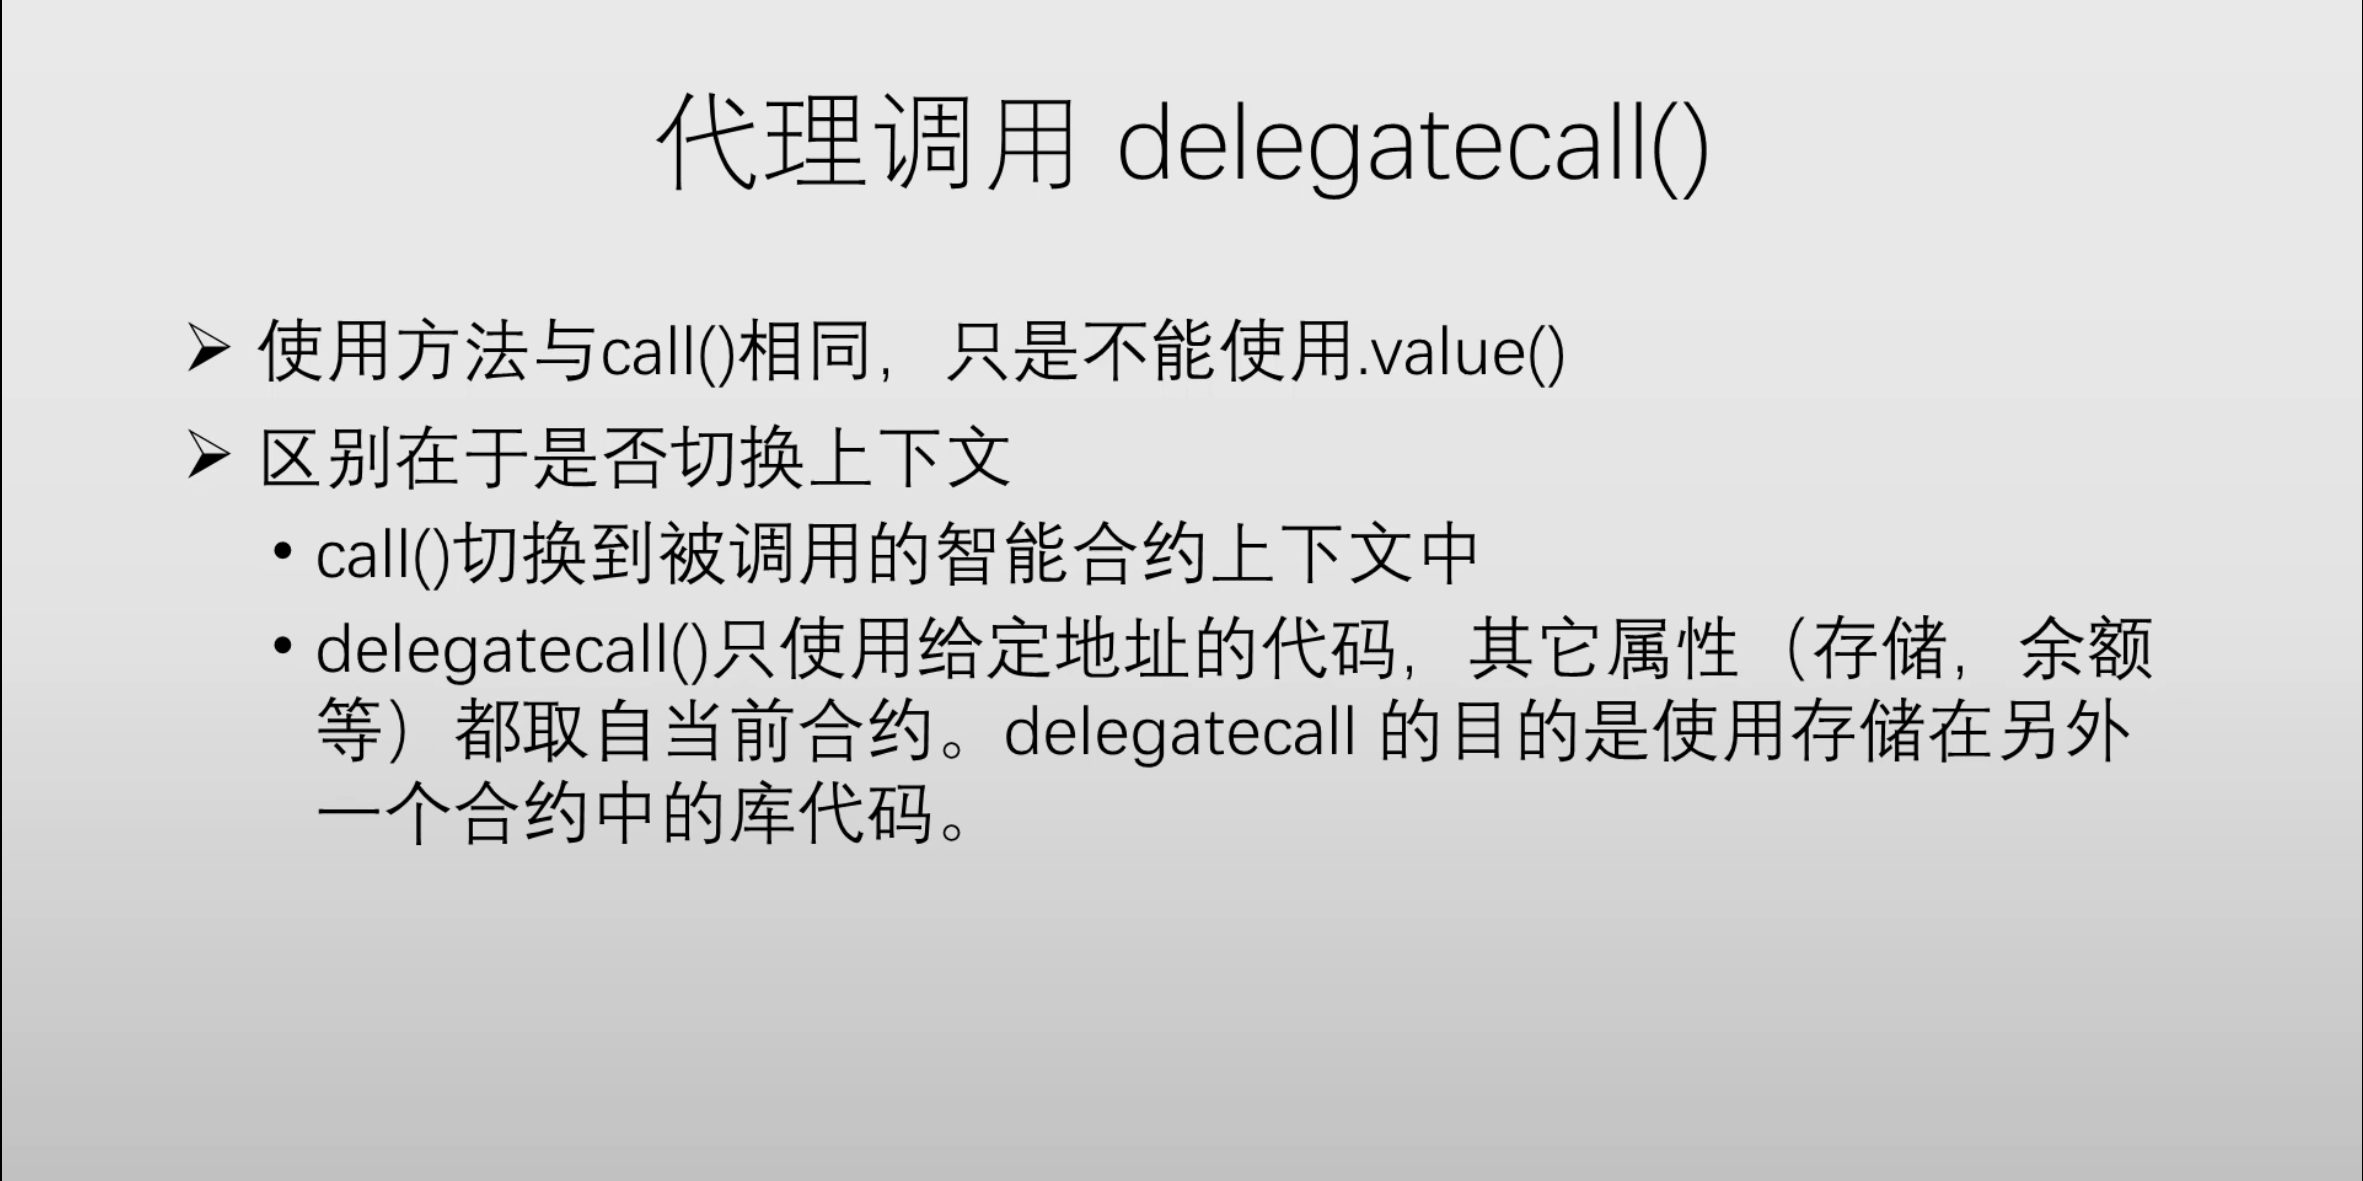 代理调用 delegatecall()
➢ 使用方法与call()相同，只是不能使用.value()
➢ 区别在于是否切换上下文
• call()切换到被调用的智能合约上下文中
• delegatecall()只使用给定地址的代码，其它属性（存储，余额
等）都取自当前合约。delegatecall 的目的是使用存储在另外
一个合约中的库代码。